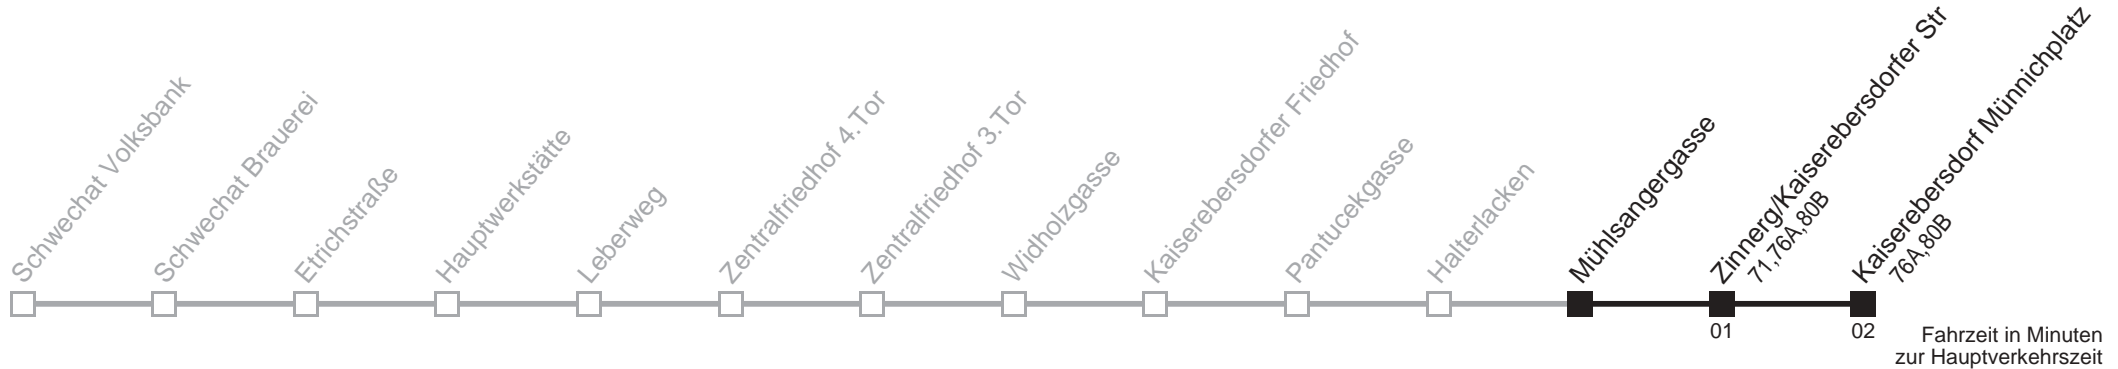 Schwechat Volksbank
Schwechat Brauerei
Etrichstraße
Hauptwerkstätte
Leberweg
Zentralfriedhof 4.Tor
Zentralfriedhof 3.Tor
Widholzgasse
Kaiserebersdorfer Friedhof
Pantucekgasse
Halterlacken
Mühlsangergasse
Zinnerg/Kaiserebersdorfer Str
71,76A,80B
Kaiserebersdorf Münnichplatz
76A,80B
01
02
Fahrzeit in Minuten
zur Hauptverkehrszeit